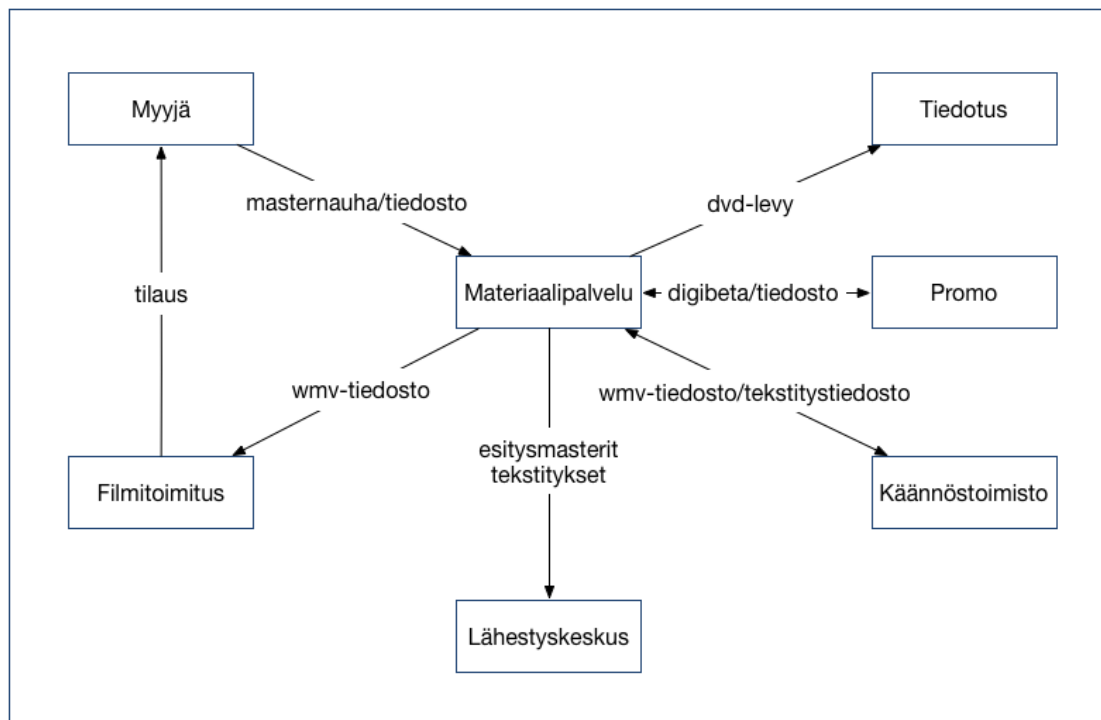 Myyjä
Tiedotus
masternauha/tiedosto
dvd-levy
tilaus
Materiaalipalvelu
digibeta/tiedosto
Promo
wmv-tiedosto
wmv-tiedosto/tekstitystiedosto
esitysmasterit
tekstitykset
Filmitoimitus
Käännöstoimisto
Lähestyskeskus